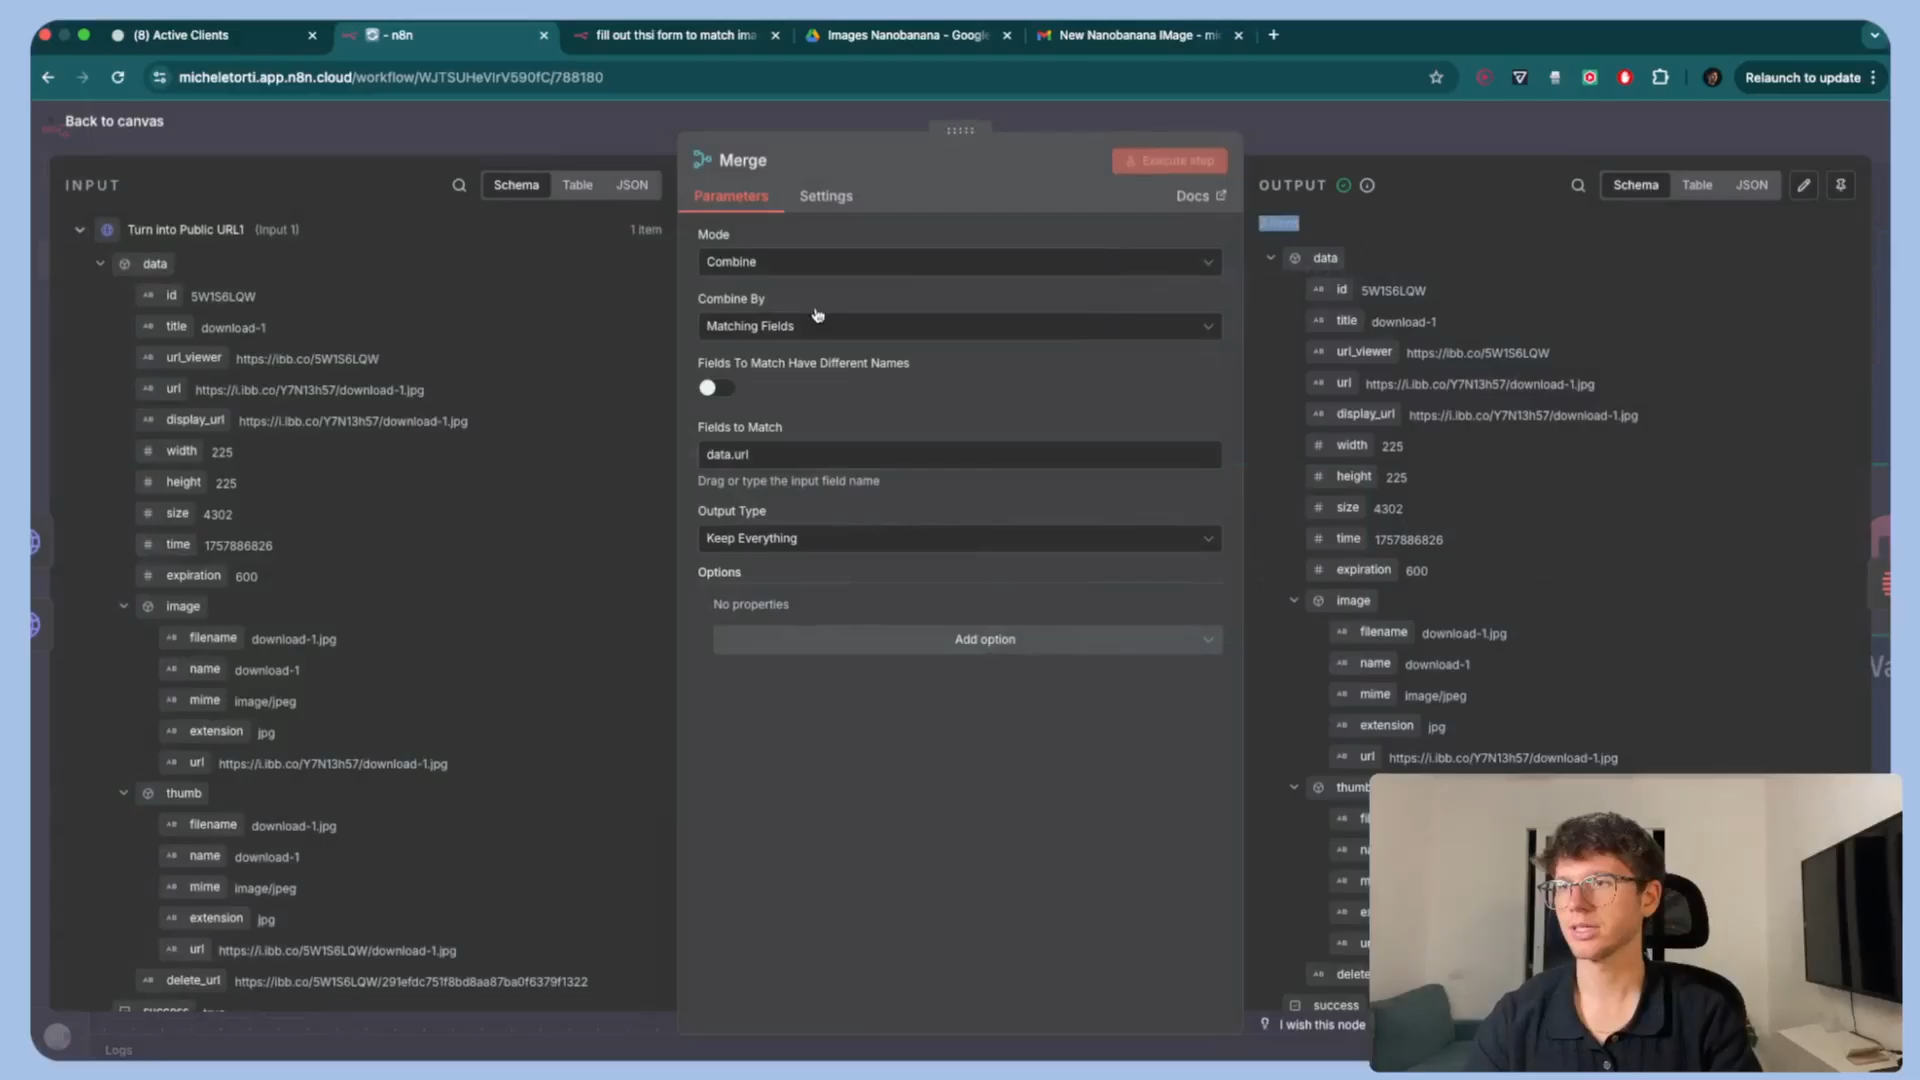 (8) Active Clients
- n8n
fill out thsi form to match ima
Images Nanobanana - Google
New Nanobanana IMage - mi
micheletorti.app.n8n.cloud/workflow/WJTSUHeVlrV590fC/788180
Relaunch to update
Back to canvas
INPUT
Schema
Table
JSON
Turn into Public URL1 (Input 1)
1 item
data
id 5W1S6LQW
title download-1
url_viewer https://ibb.co/5W1S6LQW
url https://i.ibb.co/Y7N13h57/download-1.jpg
display_url https://i.ibb.co/Y7N13h57/download-1.jpg
width 225
height 225
size 4302
time 1757886826
expiration 600
image
filename download-1.jpg
name download-1
mime image/jpeg
extension jpg
url https://i.ibb.co/Y7N13h57/download-1.jpg
thumb
filename download-1.jpg
name download-1
mime image/jpeg
extension jpg
url https://i.ibb.co/5W1S6LQW/download-1.jpg
delete_url https://ibb.co/5W1S6LQW/291efdc751f8bd8aa87ba0f6379f1322
Logs
Merge
Execute step
Parameters
Settings
Docs
Mode
Combine
Combine By
Matching Fields
Fields To Match Have Different Names
Fields to Match
data.url
Drag or type the input field name
Output Type
Keep Everything
Options
No properties
Add option
OUTPUT
Schema
Table
JSON
data
id 5W1S6LQW
title download-1
url_viewer https://ibb.co/5W1S6LQW
url https://i.ibb.co/Y7N13h57/download-1.jpg
display_url https://i.ibb.co/Y7N13h57/download-1.jpg
width 225
height 225
size 4302
time 1757886826
expiration 600
image
filename download-1.jpg
name download-1
mime image/jpeg
extension jpg
url https://i.ibb.co/Y7N13h57/download-1.jpg
thumb
delete
success
I wish this node